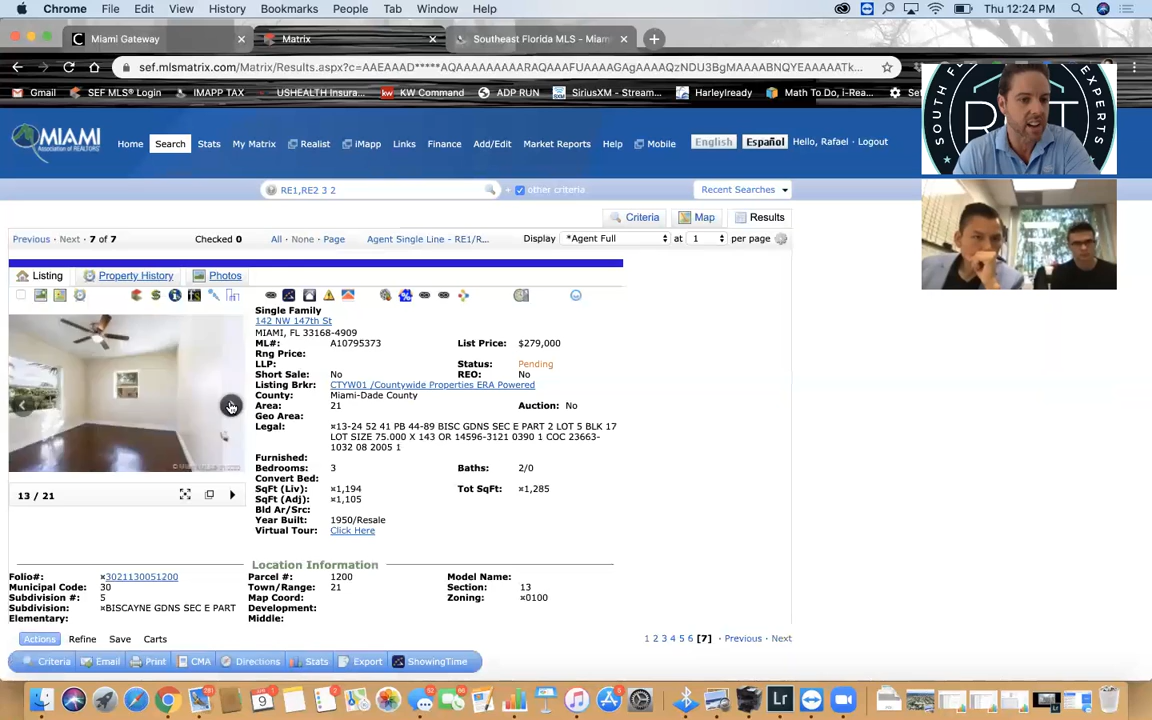 Chrome File Edit View History Bookmarks People Tab Window Help Thu 12:24 PM
Miami Gateway Matrix Southeast Florida MLS - Miam
sef.mlsmatrix.com/Matrix/Results.aspx?c=AAEAAAD*****AQAAAAAAAAARAQAAAFUAAAAGAgAAAAQzNDU3BgMAAAABNQYEAAAAATk...
Gmail SEF MLS® Login IMAPP TAX USHEALTH Insuran... KW Command ADP RUN SiriusXM - Stream... Harleylready Math To Do, i-Rea...
SOUTH FL EXPERTS
MIAMI
Association of REALTORS®
Home Search Stats My Matrix Realist iMapp Links Finance Add/Edit Market Reports Help Mobile English Español Hello, Rafael · Logout
RE1,RE2 3 2 + other criteria... Recent Searches
Criteria Map Results
Previous · Next · 7 of 7 Checked 0 All · None · Page Agent Single Line - RE1/R... Display *Agent Full at 1 per page
Listing Property History Photos
Single Family
142 NW 147th St
MIAMI, FL 33168-4909
ML#: A10795373 List Price: $279,000
Rng Price:
LLP: Status: Pending
Short Sale: No REO: No
Listing Brkr: CTYW01 /Countywide Properties ERA Powered
County: Miami-Dade County
Area: 21 Auction: No
Geo Area:
Legal: ¤13-24 52 41 PB 44-89 BISC GDNS SEC E PART 2 LOT 5 BLK 17
LOT SIZE 75.000 X 143 OR 14596-3121 0390 1 COC 23663-
1032 08 2005 1
Furnished:
Bedrooms: 3 Baths: 2/0
Convert Bed:
SqFt (Liv): ¤1,194 Tot SqFt: ¤1,285
SqFt (Adj): ¤1,105
Bld Ar/Src:
Year Built: 1950/Resale
Virtual Tour: Click Here
13 / 21
Location Information
Folio#: ¤3021130051200 Parcel #: 1200 Model Name:
Municipal Code: 30 Town/Range: 21 Section: 13
Subdivision #: 5 Map Coord: Zoning: ¤0100
Subdivision: ¤BISCAYNE GDNS SEC E PART Development:
Elementary: Middle:
Actions Refine Save Carts 1 2 3 4 5 6 [7] · Previous · Next
Criteria Email Print CMA Directions Stats Export ShowingTime